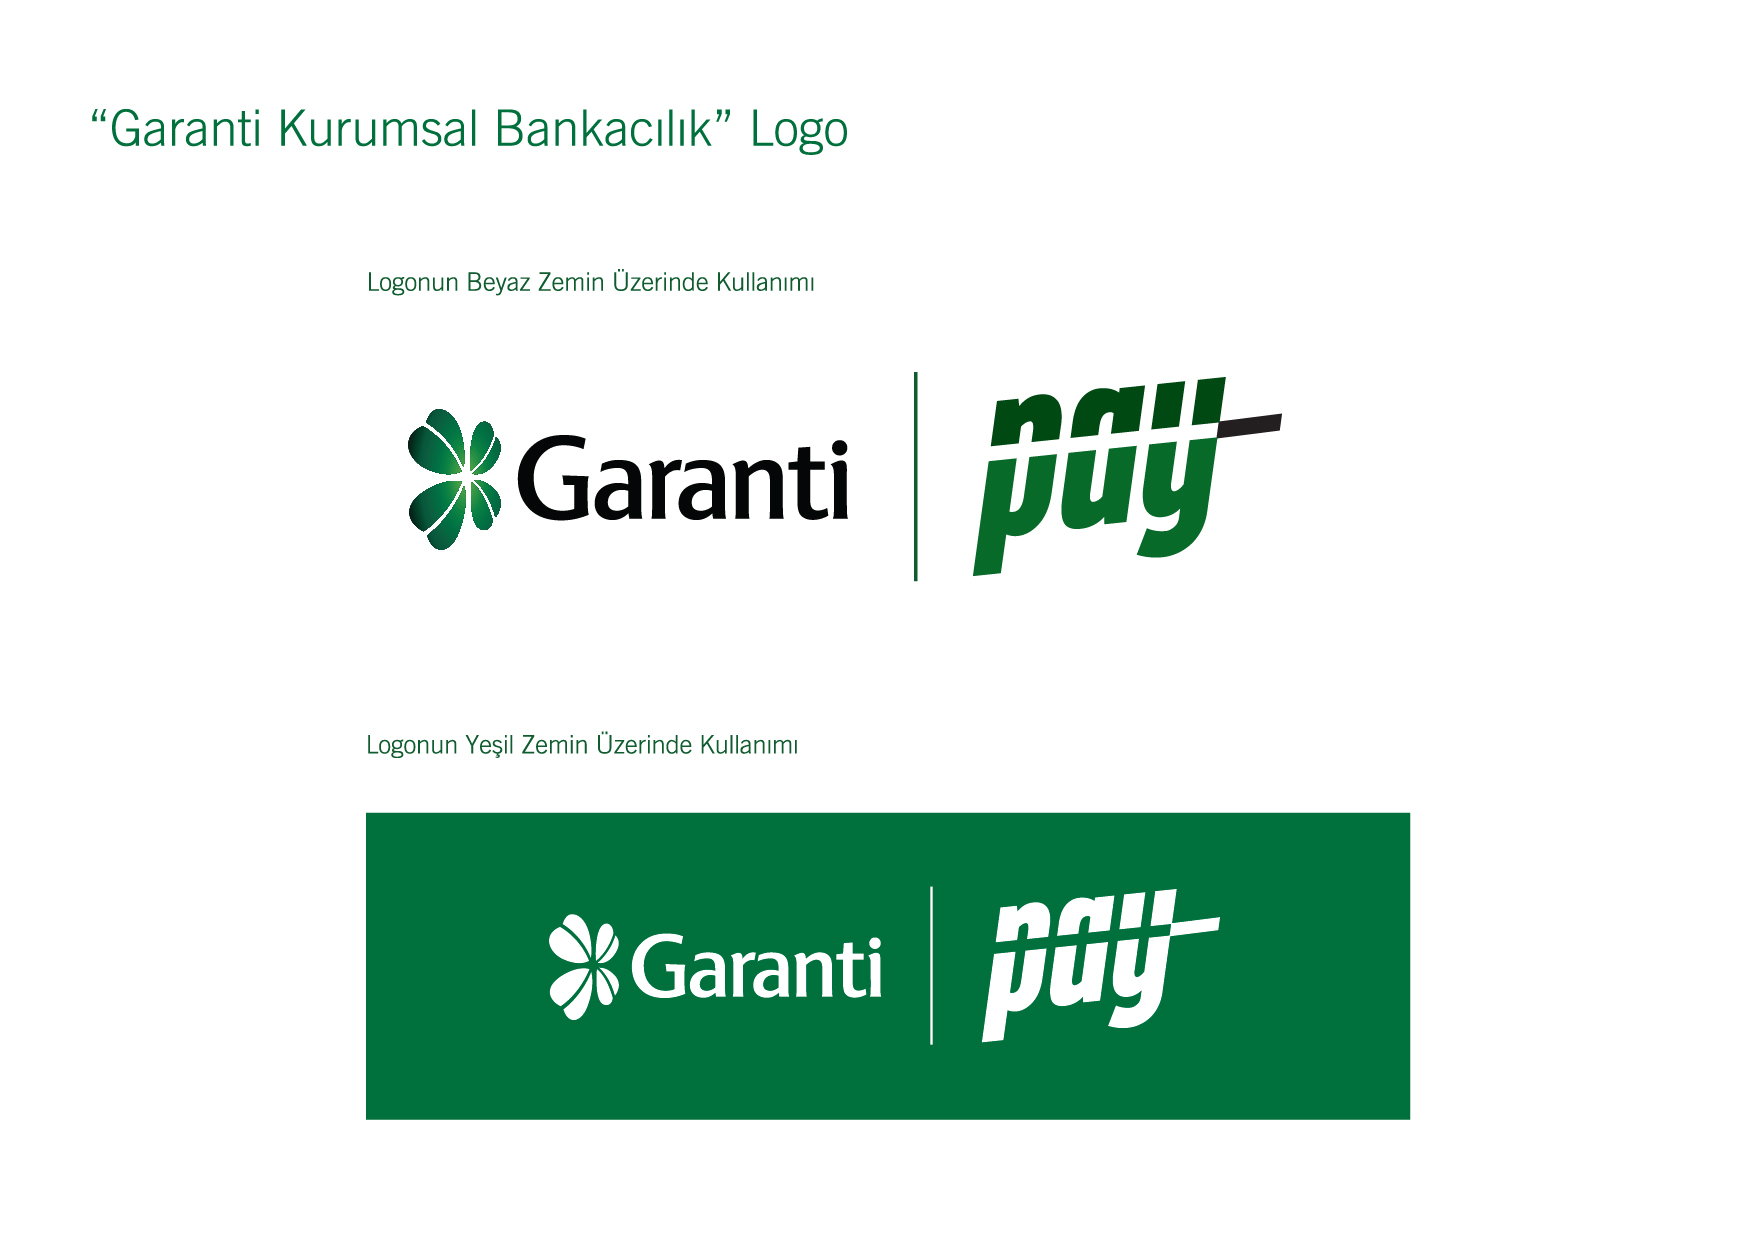 “Garanti Kurumsal Bankacılık” Logo
Logonun Beyaz Zemin Üzerinde Kullanımı
Garanti pay
Logonun Yeşil Zemin Üzerinde Kullanımı
Garanti pay